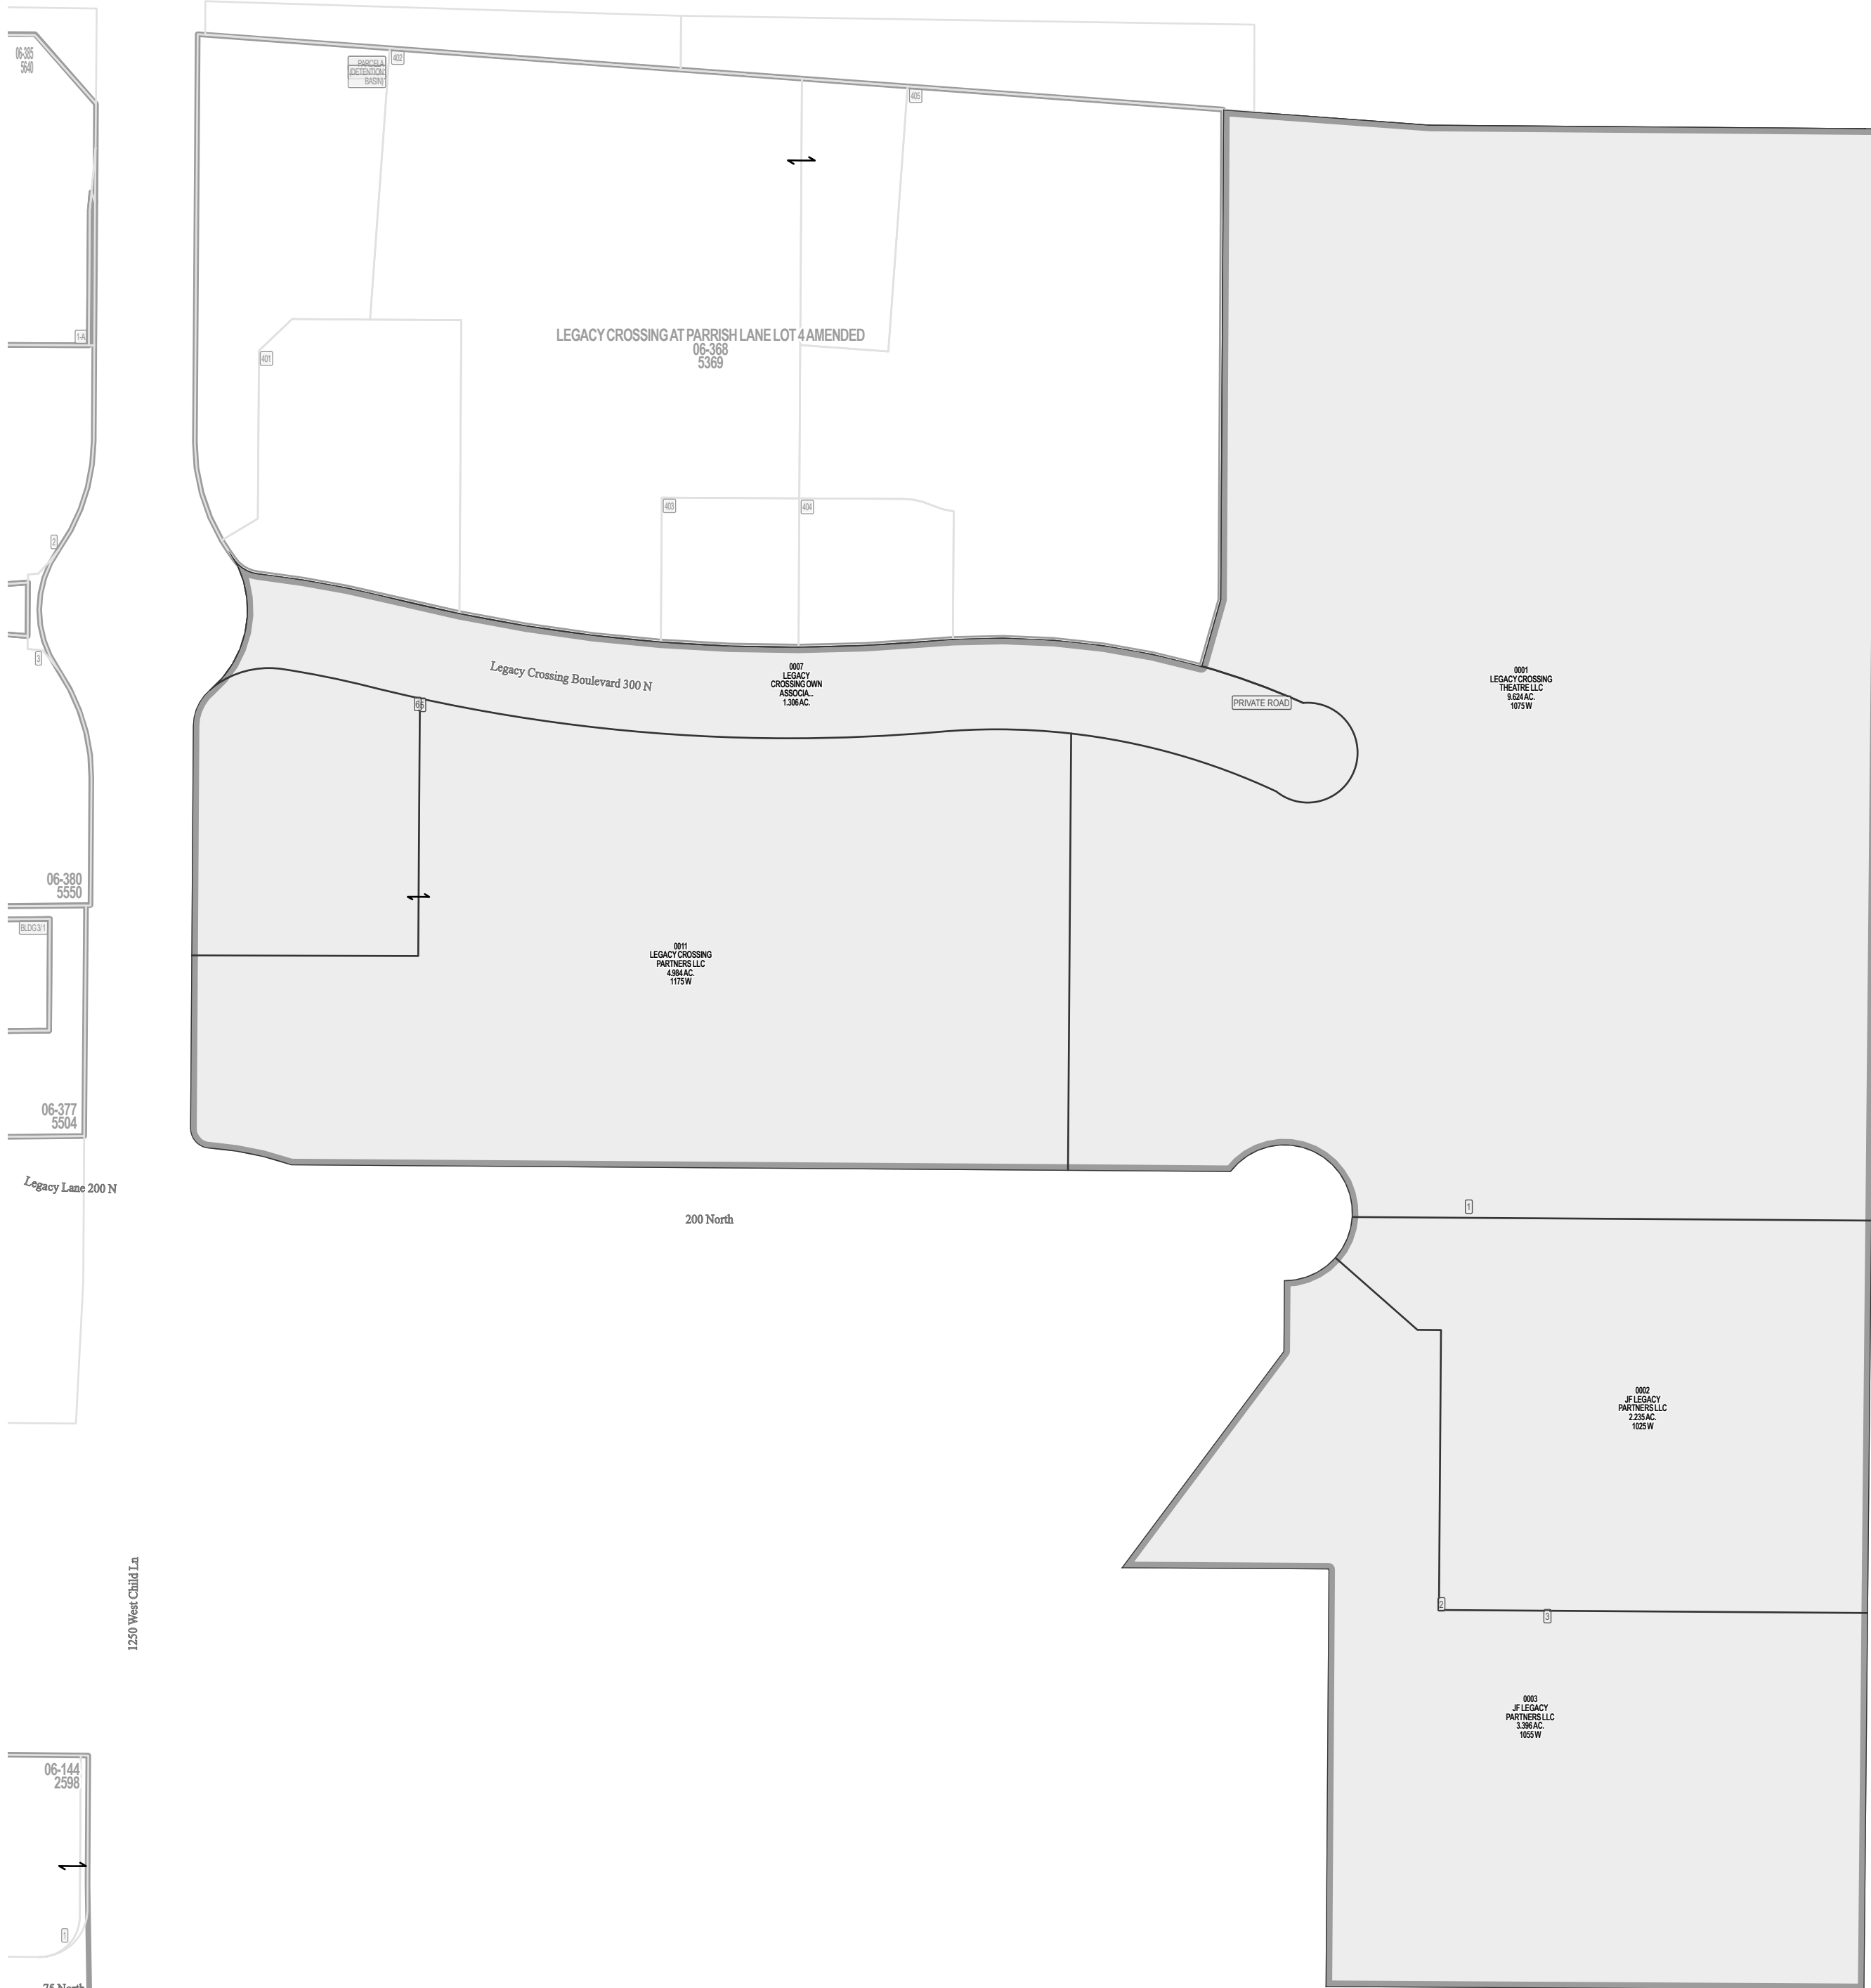 06-385
5640
PARCEL A
(DETENTION
BASIN)
402
405
1-A
401
LEGACY CROSSING AT PARRISH LANE LOT 4 AMENDED
06-368
5369
403
404
2
3
Legacy Crossing Boulevard 300 N
0007
LEGACY
CROSSING OWN
ASSOCIA...
1.306 AC.
0001
LEGACY CROSSING
THEATRE LLC
9.624 AC.
1075 W
PRIVATE ROAD
06-380
5550
BLDG 3/1
0011
LEGACY CROSSING
PARTNERS LLC
4.984 AC.
1175 W
06-377
5504
Legacy Lane 200 N
200 North
1
0002
JF LEGACY
PARTNERS LLC
2.235 AC.
1025 W
1250 West Child Ln
2
3
0003
JF LEGACY
PARTNERS LLC
3.396 AC.
1055 W
06-144
2598
1
75 North